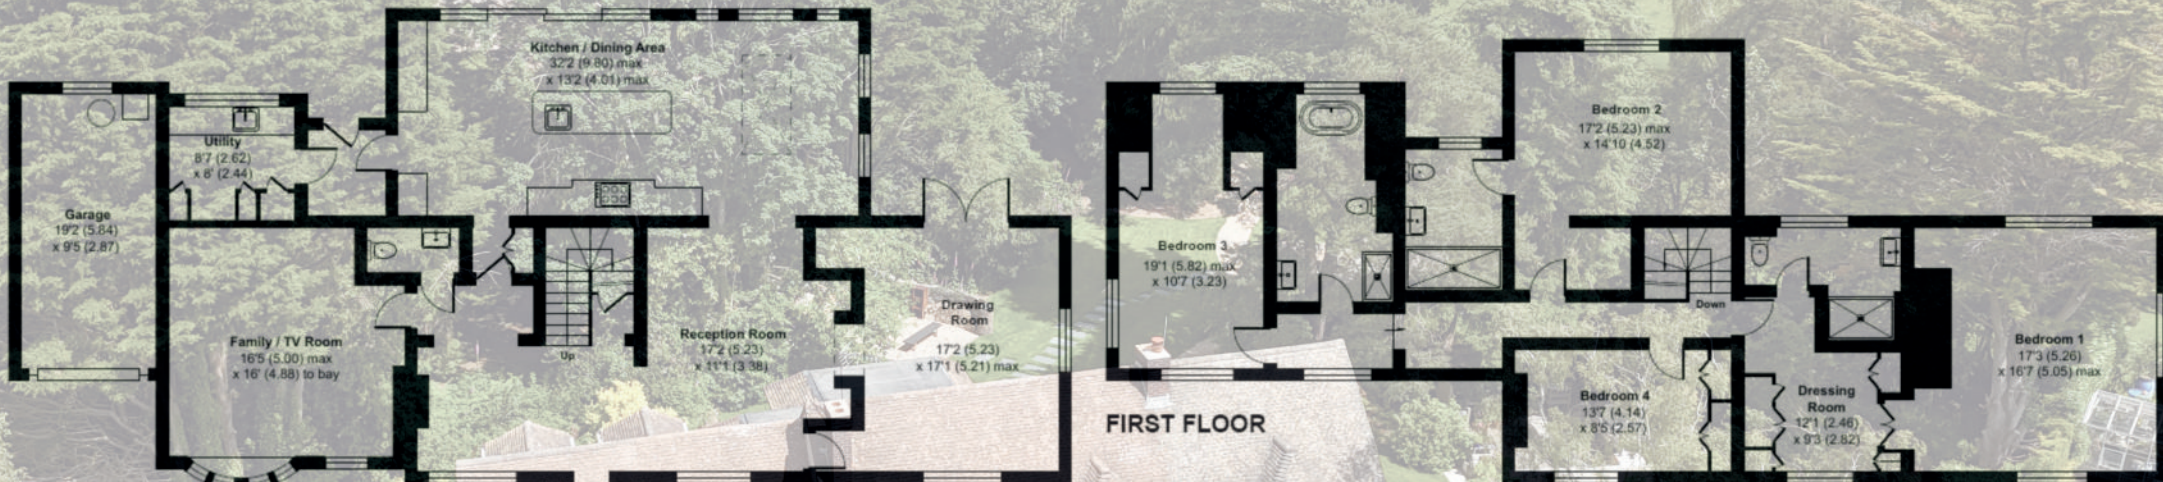 Kitchen / Dining Area
32'2 (9.80) max
x 13'2 (4.01) max
Utility
8'7 (2.62)
x 8' (2.44)
Garage
19'2 (5.84)
x 9'5 (2.87)
Family / TV Room
16'5 (5.00) max
x 16' (4.88) to bay
Up
Reception Room
17'2 (5.23)
x 11'1 (3.38)
Drawing
Room
17'2 (5.23)
x 17'1 (5.21) max
Bedroom 2
17'2 (5.23) max
x 14'10 (4.52)
Bedroom 3
19'1 (5.82) max
x 10'7 (3.23)
Down
Bedroom 1
17'3 (5.26)
x 16'7 (5.05) max
Bedroom 4
13'7 (4.14)
x 8'5 (2.57)
Dressing
Room
12'1 (2.46)
x 9'3 (2.82)
FIRST FLOOR